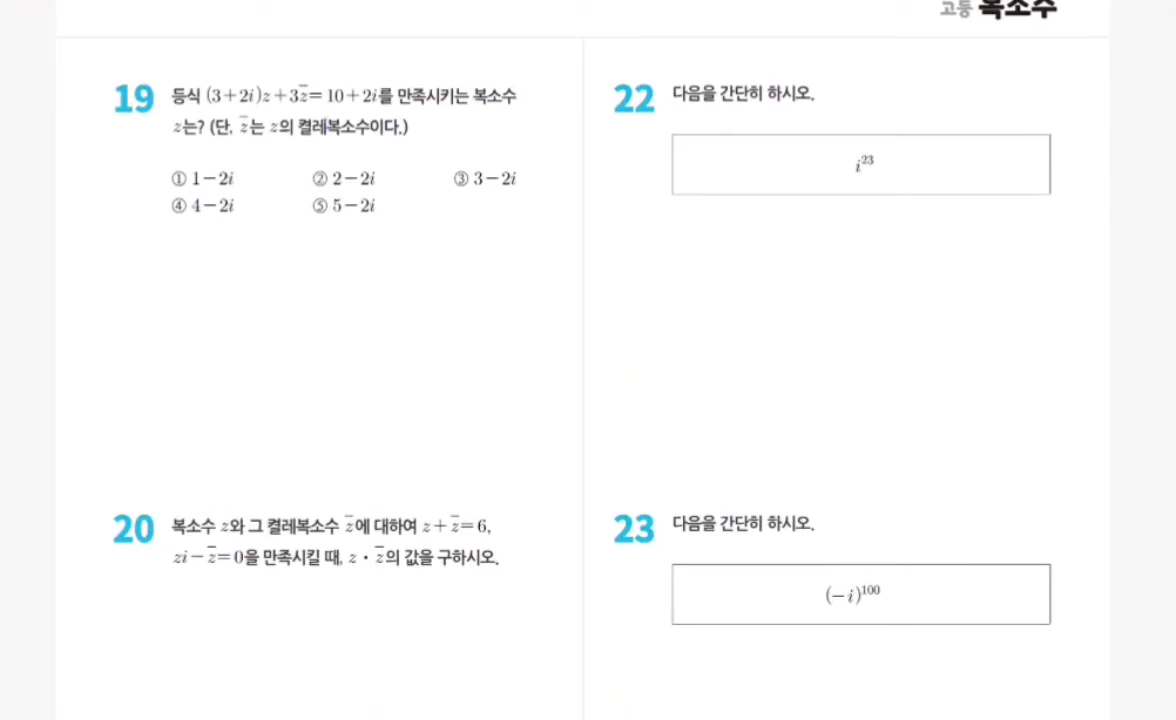 고등 복소수
19 등식 (3+2i)z+3z̅=10+2i를 만족시키는 복소수
z는? (단, z̅는 z의 켤레복소수이다.)
① 1-2i ② 2-2i ③ 3-2i
④ 4-2i ⑤ 5-2i
20 복소수 z와 그 켤레복소수 z̅에 대하여 z+z̅=6,
zi-z̅=0을 만족시킬 때, z·z̅의 값을 구하시오.
22 다음을 간단히 하시오.
i²³
23 다음을 간단히 하시오.
(-i)¹⁰⁰